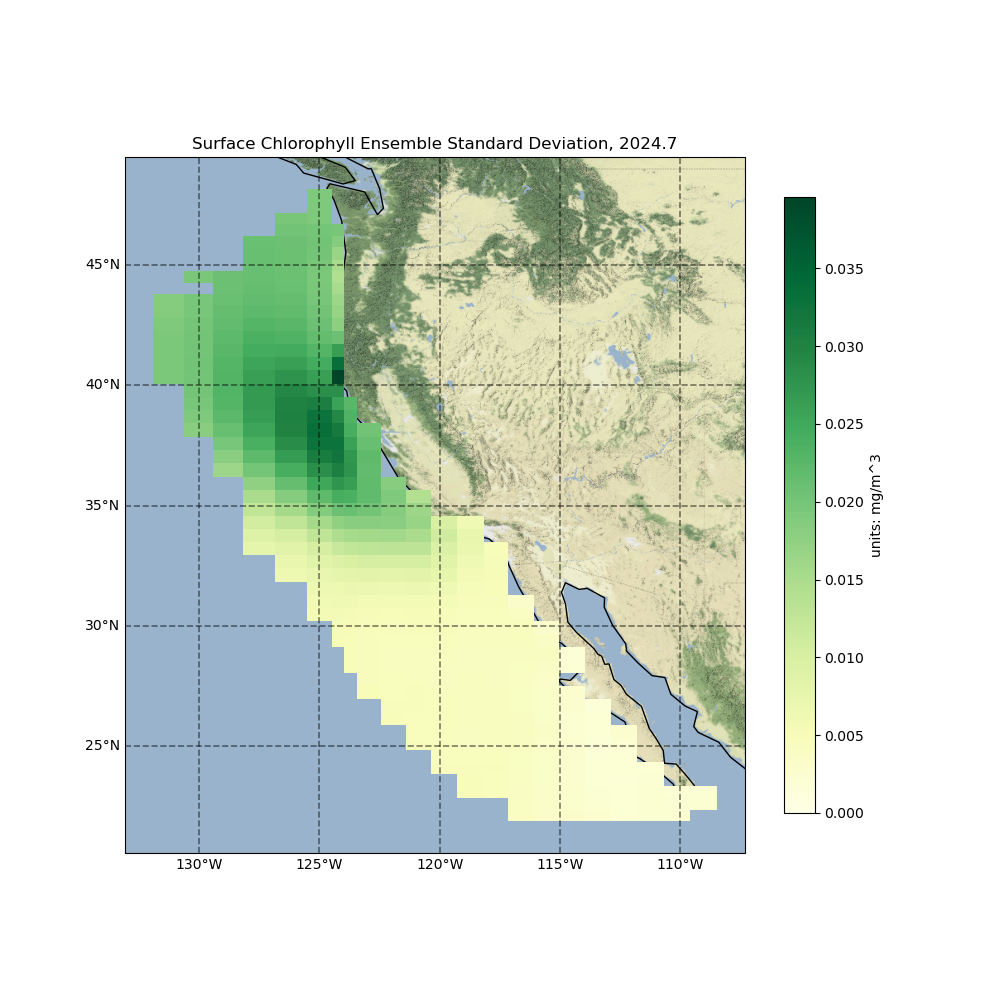 Surface Chlorophyll Ensemble Standard Deviation, 2024.7
45°N
40°N
35°N
30°N
25°N
130°W
125°W
120°W
115°W
110°W
0.035
0.030
0.025
0.020
0.015
0.010
0.005
0.000
units: mg/m^3